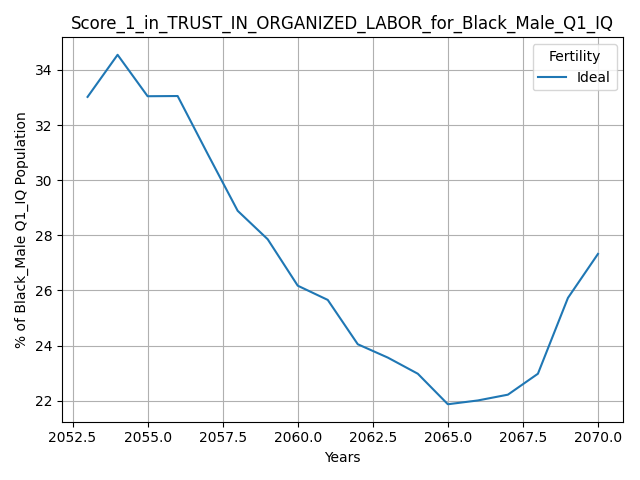 Score_1_in_TRUST_IN_ORGANIZED_LABOR_for_Black_Male_Q1_IQ
Fertility
Ideal
% of Black_Male Q1_IQ Population
34
32
30
28
26
24
22
2052.5 2055.0 2057.5 2060.0 2062.5 2065.0 2067.5 2070.0
Years